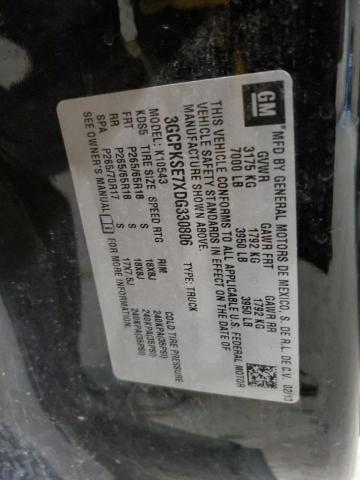 GM
MFD BY GENERAL MOTORS DE MEXICO, S. DE R.L. DE C.V. 02/13
GVWR GAWR FRT GAWR RR
3175 KG 1792 KG 1792 KG
7000 LB 3950 LB 3950 LB
THIS VEHICLE CONFORMS TO ALL APPLICABLE U.S. FEDERAL MOTOR
VEHICLE SAFETY STANDARDS IN EFFECT ON THE DATE OF
MANUFACTURE SHOWN ABOVE.
3GCPKSE7XDG330806 TYPE: TRUCK
MODEL: K10543
KDS5 TIRE SIZE SPEED RTG RIM COLD TIRE PRESSURE
FRT P265/65R18 S 18X8J 240KPA(35PSI)
RR P265/65R18 S 18X8J 240KPA(35PSI)
SPA P265/70R17 S 17X7.5J 240KPA(35PSI)
SEE OWNER'S MANUAL FOR MORE INFORMATION